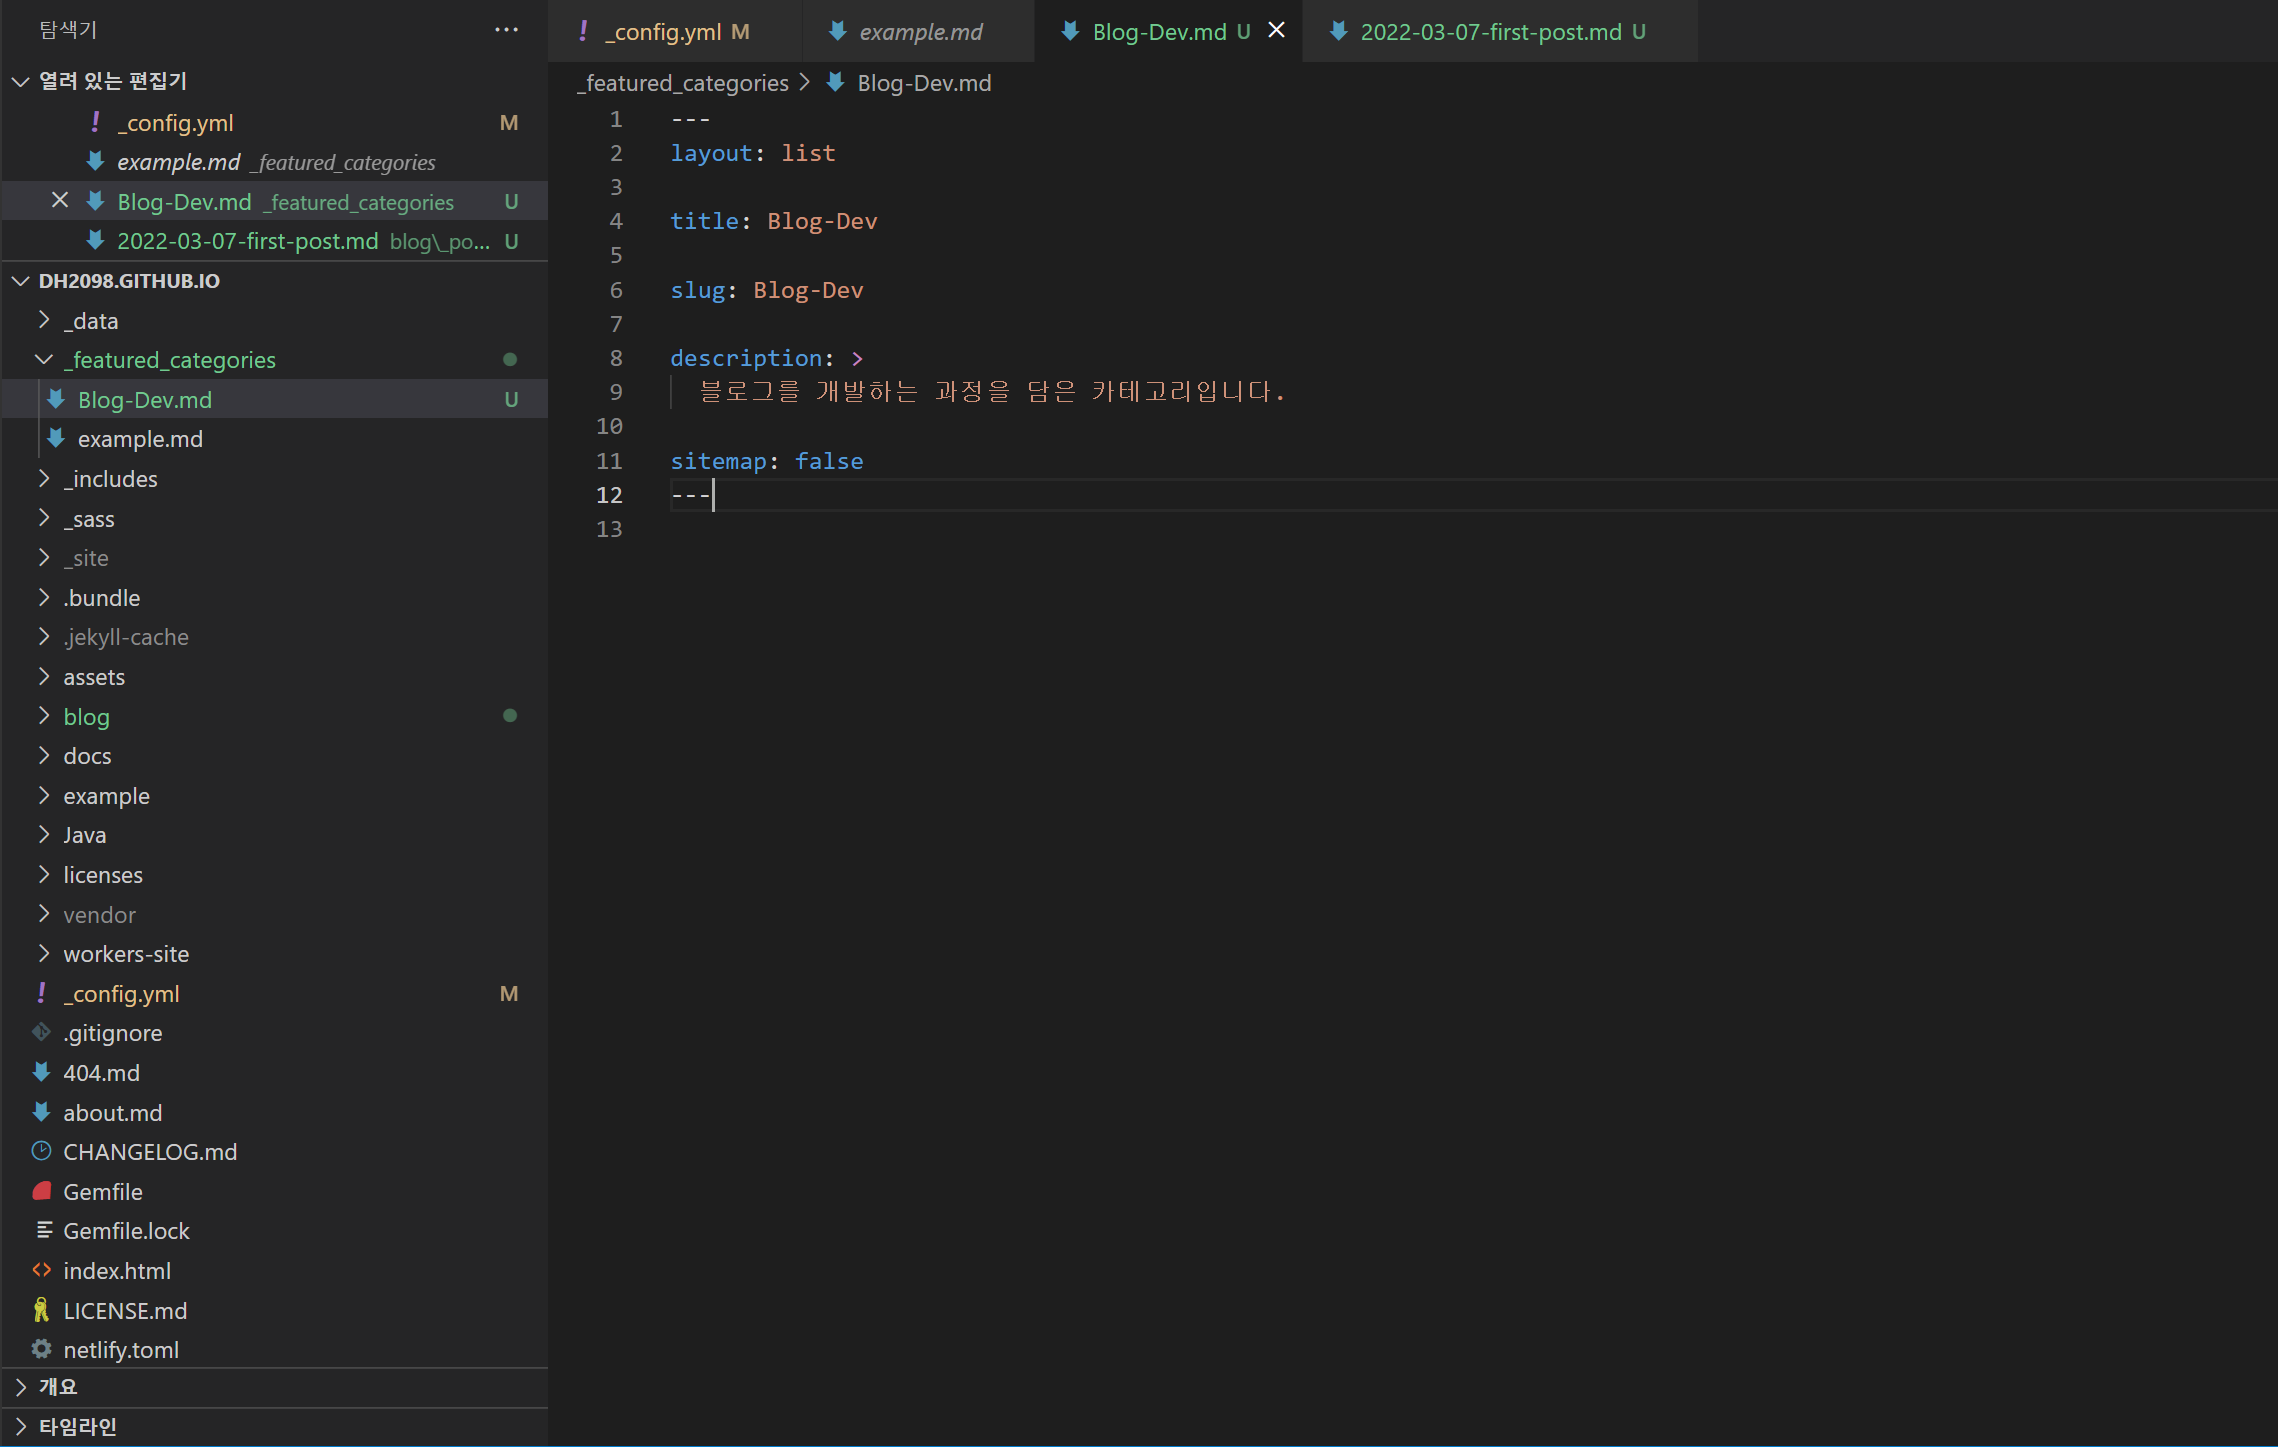 탐색기
열려 있는 편집기
_config.yml M
example.md _featured_categories
Blog-Dev.md _featured_categories U
2022-03-07-first-post.md blog\_po... U
DH2098.GITHUB.IO
_data
_featured_categories
Blog-Dev.md U
example.md
_includes
_sass
_site
.bundle
.jekyll-cache
assets
blog
docs
example
Java
licenses
vendor
workers-site
_config.yml M
.gitignore
404.md
about.md
CHANGELOG.md
Gemfile
Gemfile.lock
index.html
LICENSE.md
netlify.toml
개요
타임라인
_config.yml M example.md Blog-Dev.md U 2022-03-07-first-post.md U
_featured_categories > Blog-Dev.md
1 ---
2 layout: list
3
4 title: Blog-Dev
5
6 slug: Blog-Dev
7
8 description: >
9 블로그를 개발하는 과정을 담은 카테고리입니다.
10
11 sitemap: false
12 ---
13